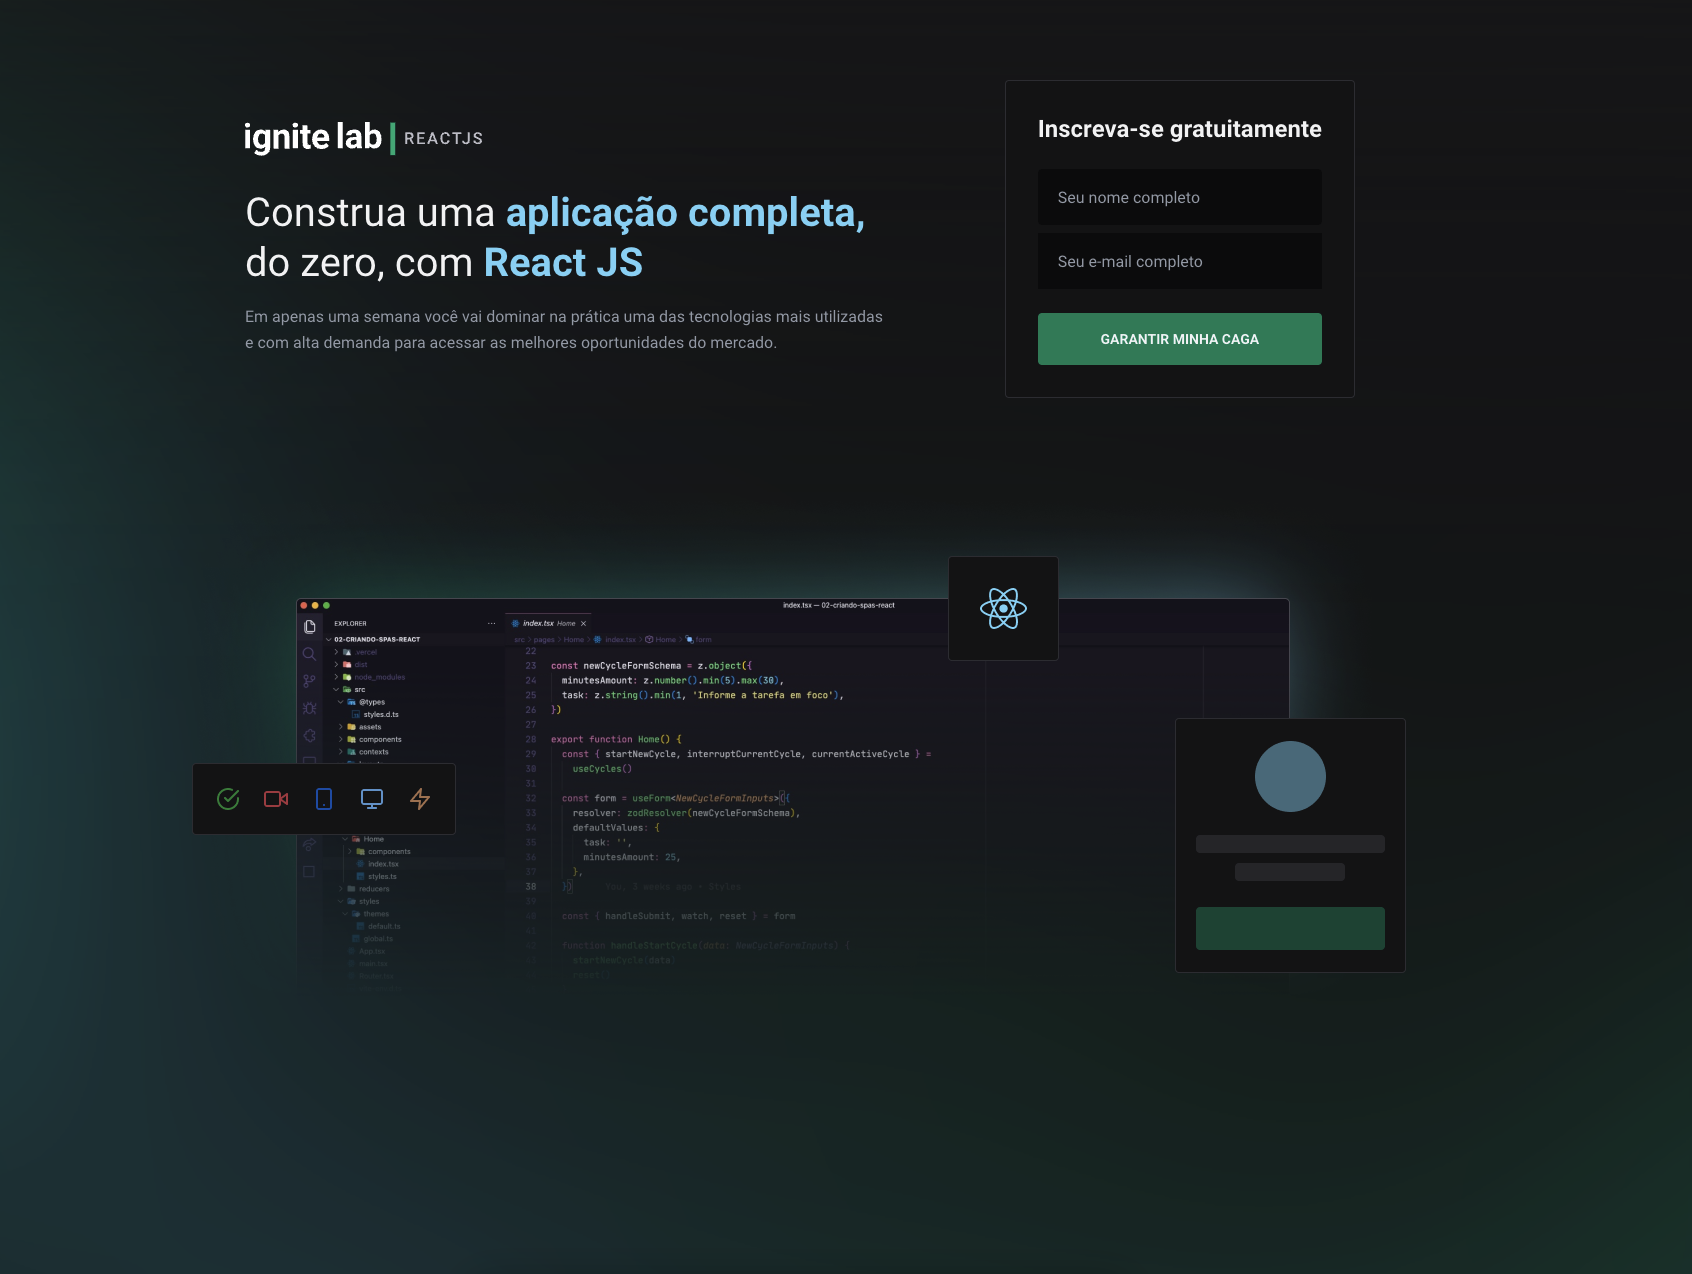 ignite lab | REACTJS
Construa uma aplicação completa,
do zero, com React JS
Em apenas uma semana você vai dominar na prática uma das tecnologias mais utilizadas
e com alta demanda para acessar as melhores oportunidades do mercado.
Inscreva-se gratuitamente
Seu nome completo
Seu e-mail completo
GARANTIR MINHA CAGA
index.tsx — 02-criando-spas-react
EXPLORER ...
02-CRIANDO-SPAS-REACT
.vercel
dist
node_modules
src
@types
styles.d.ts
assets
components
contexts
Home
components
index.tsx
styles.ts
reducers
styles
themes
default.ts
global.ts
App.tsx
main.tsx
index.tsx Home ×
src > pages > Home > index.tsx > Home > form
22
23 const newCycleFormSchema = z.object({
24 minutesAmount: z.number().min(5).max(30),
25 task: z.string().min(1, 'Informe a tarefa em foco'),
26 })
27
28 export function Home() {
29 const { startNewCycle, interruptCurrentCycle, currentActiveCycle } =
30 useCycles()
31
32 const form = useForm<NewCycleFormInputs>({
33 resolver: zodResolver(newCycleFormSchema),
34 defaultValues: {
35 task: '',
36 minutesAmount: 25,
37 },
38 }) You, 3 weeks ago • Styles
39
40 const { handleSubmit, watch, reset } = form
41
42 function handleStartCycle(data: NewCycleFormInputs) {
startNewCycle(data)
reset()